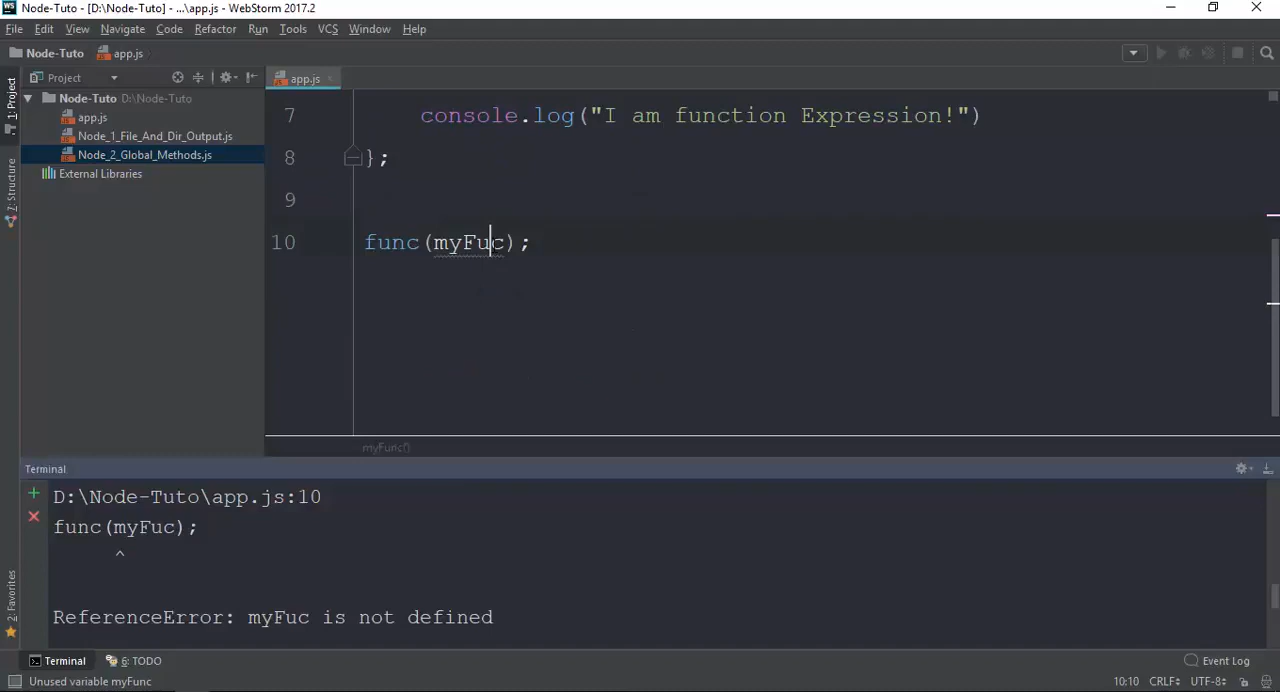 WS Node-Tuto - [D:\Node-Tuto] - ...\app.js - WebStorm 2017.2
File Edit View Navigate Code Refactor Run Tools VCS Window Help
Node-Tuto app.js
1: Project
Project
app.js
Node-Tuto D:\Node-Tuto
app.js
Node_1_File_And_Dir_Output.js
Node_2_Global_Methods.js
External Libraries
7: Structure
7 console.log("I am function Expression!")
8 };
9
10 func(myFuc);
myFunc()
Terminal
D:\Node-Tuto\app.js:10
func(myFuc);
^
ReferenceError: myFuc is not defined
2: Favorites
Terminal 6: TODO Event Log
Unused variable myFunc 10:10 CRLF UTF-8